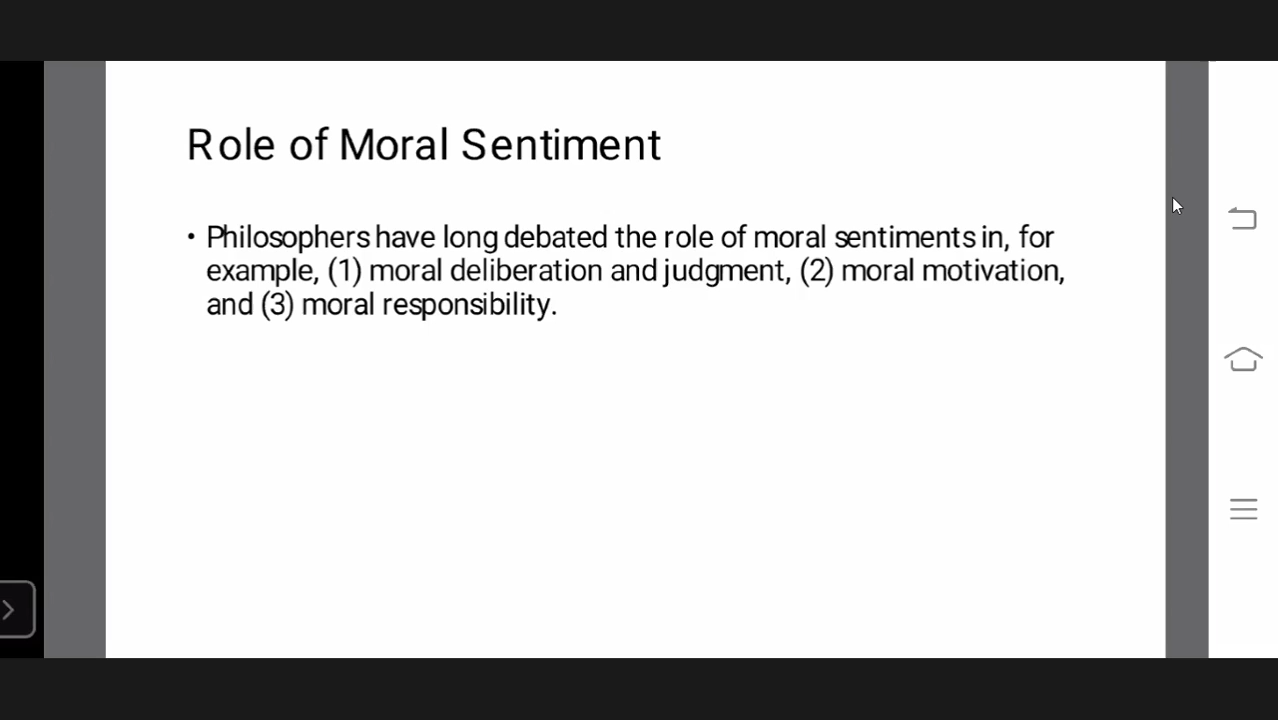 Role of Moral Sentiment
• Philosophers have long debated the role of moral sentiments in, for
example, (1) moral deliberation and judgment, (2) moral motivation,
and (3) moral responsibility.